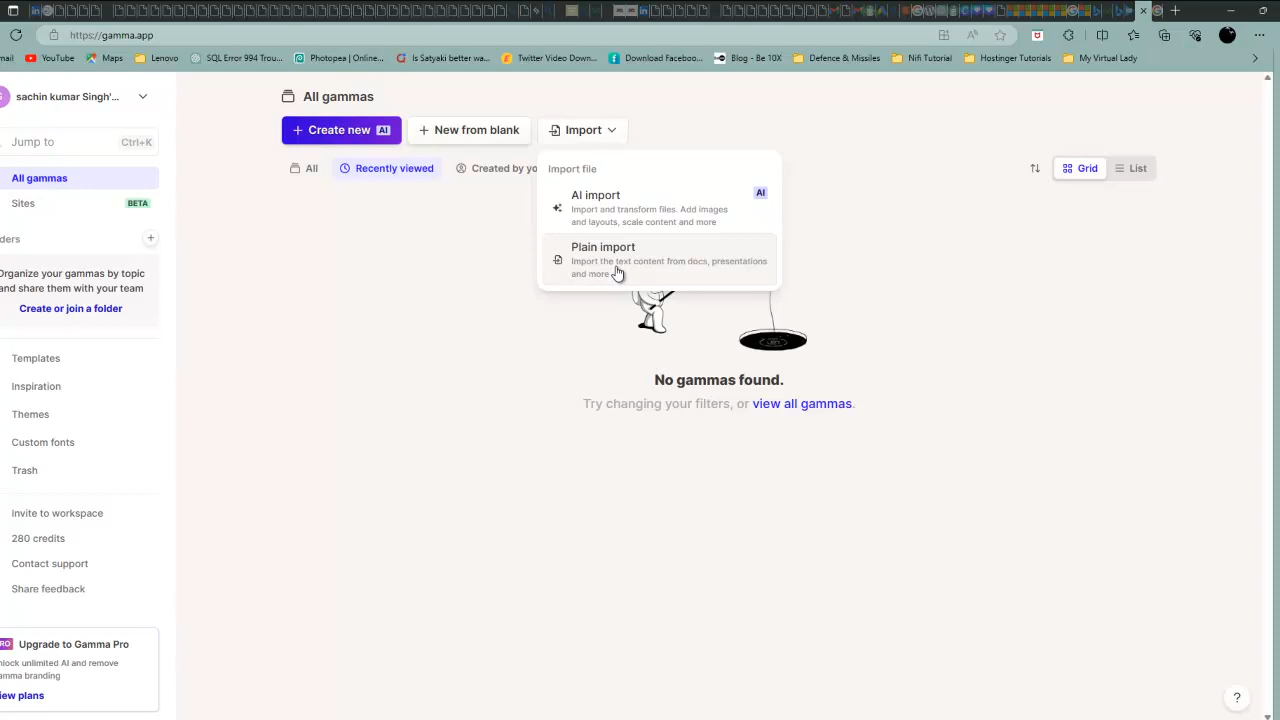 https://gamma.app
mail
YouTube
Maps
Lenovo
SQL Error 994 Trou...
Photopea | Online...
Is Satyaki better wa...
Twitter Video Down...
Download Faceboo...
Blog - Be 10X
Defence & Missiles
Nifi Tutorial
Hostinger Tutorials
My Virtual Lady
sachin kumar Singh'...
All gammas
Create new AI
New from blank
Import
Jump to
Ctrl+K
All
Recently viewed
Created by yo
Grid
List
Import file
AI import
AI
Import and transform files. Add images
and layouts, scale content and more
Plain import
Import the text content from docs, presentations
and more
All gammas
Sites
BETA
ders
Organize your gammas by topic
and share them with your team
Create or join a folder
No gammas found.
Try changing your filters, or view all gammas.
Templates
Inspiration
Themes
Custom fonts
Trash
Invite to workspace
280 credits
Contact support
Share feedback
RO Upgrade to Gamma Pro
nlock unlimited AI and remove
amma branding
iew plans
?